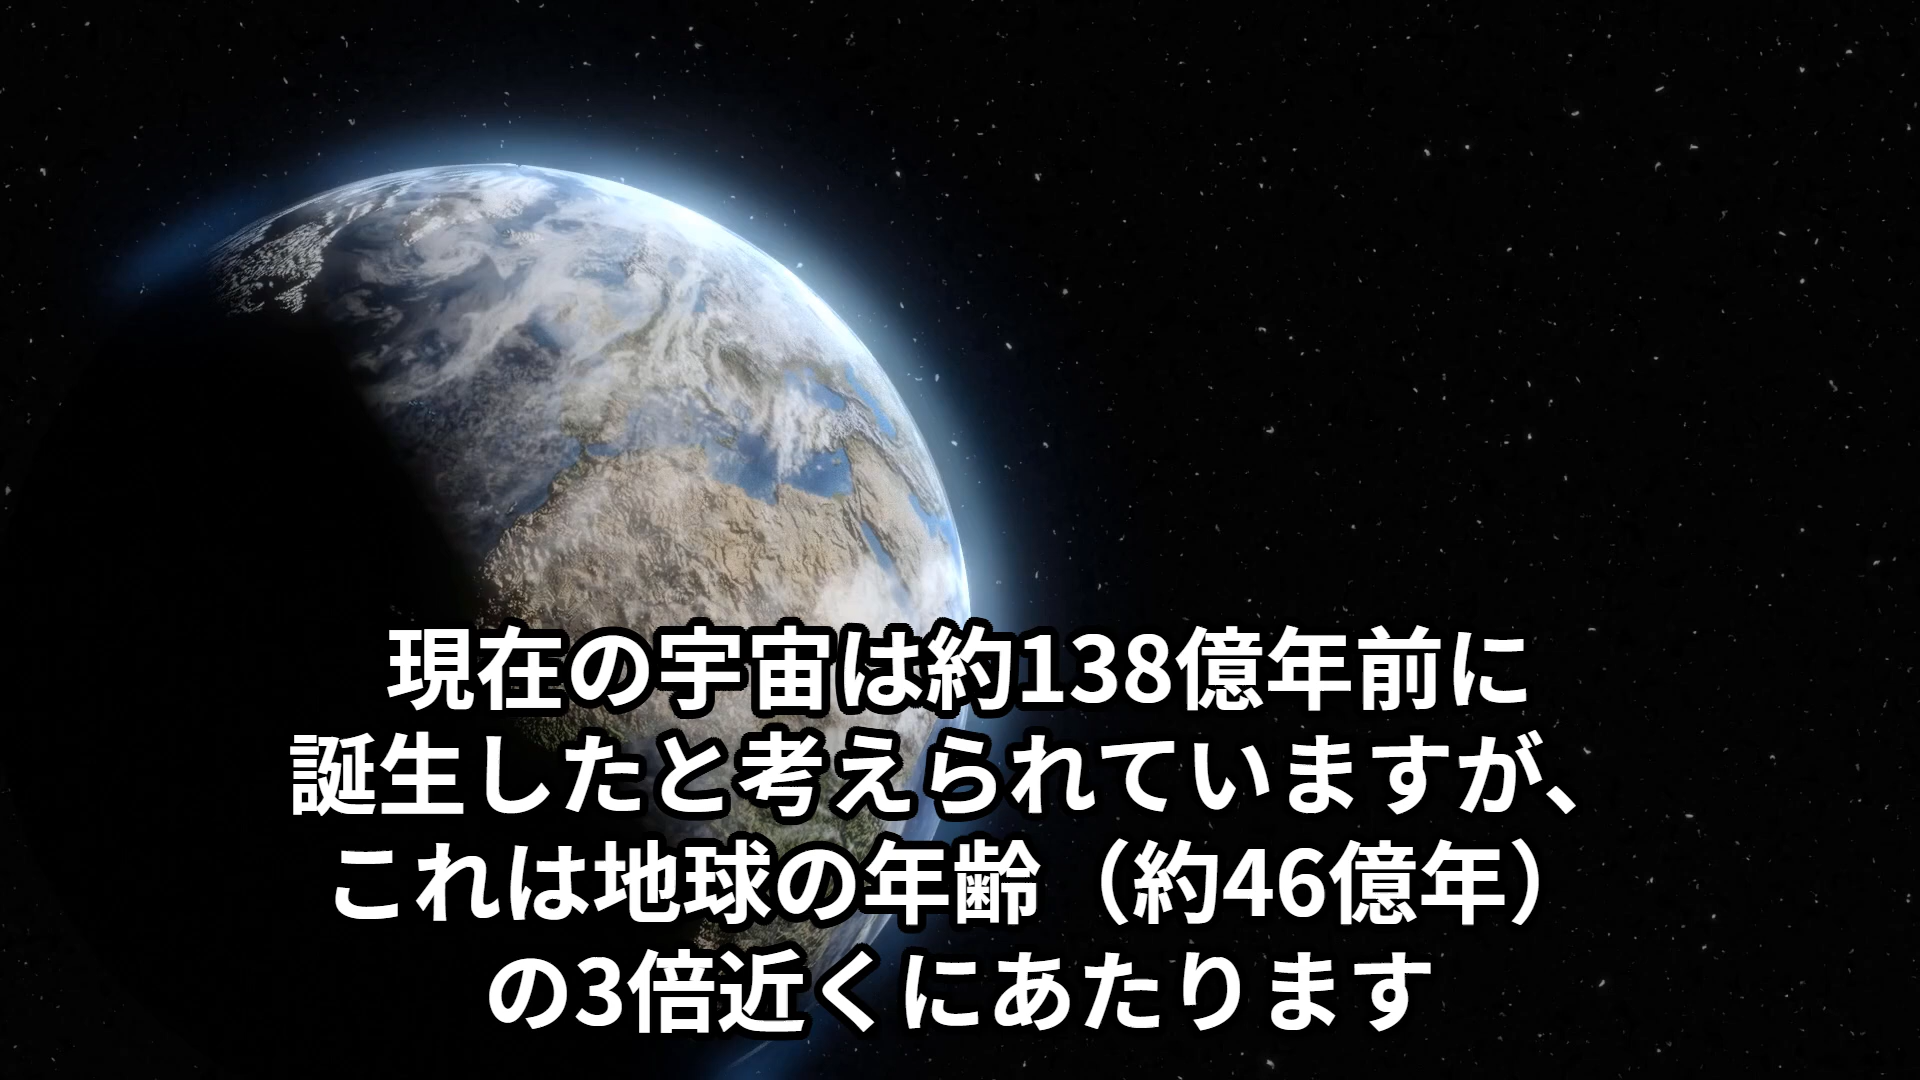 現在の宇宙は約138億年前に
誕生したと考えられていますが、
これは地球の年齢（約46億年）
の3倍近くにあたります